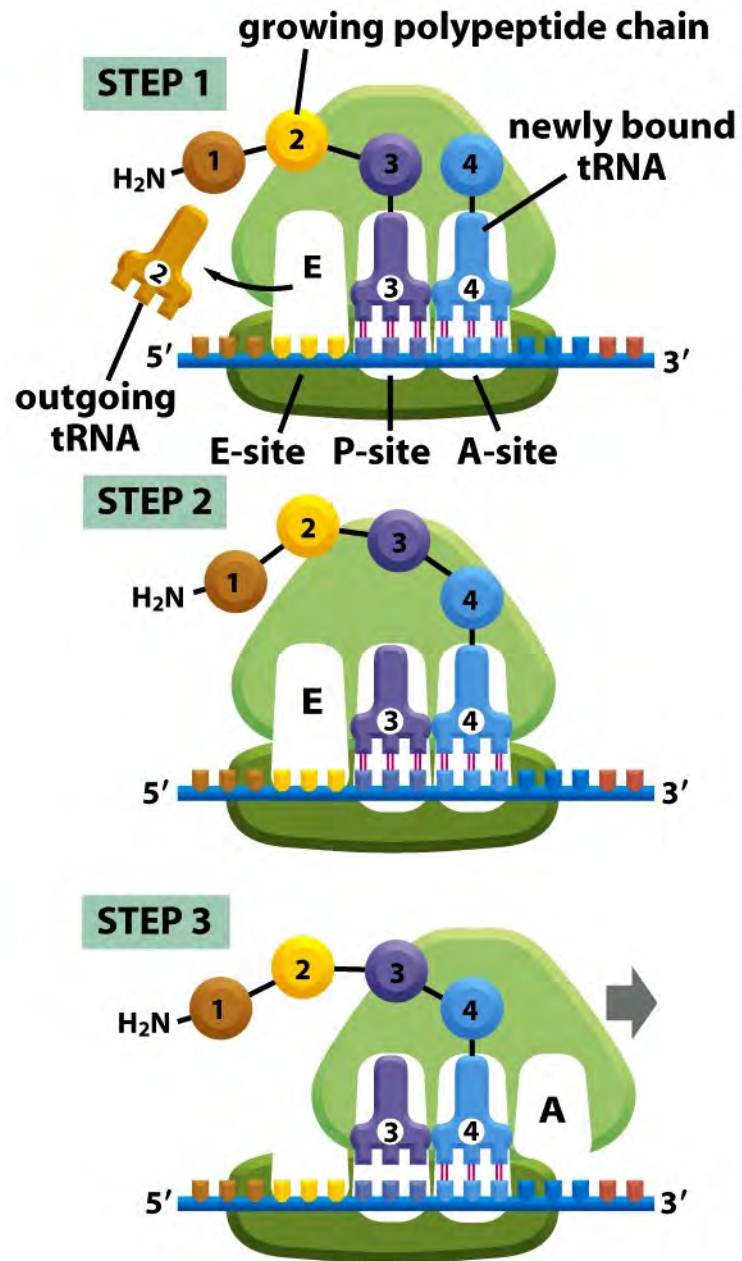 growing polypeptide chain
STEP 1
newly bound
tRNA
1
2
3
4
H₂N
2
E
3
4
5′
3′
outgoing
tRNA
E-site P-site A-site
STEP 2
2
3
1
4
H₂N
E
3
4
5′
3′
STEP 3
2
3
1
4
H₂N
A
3
4
5′
3′